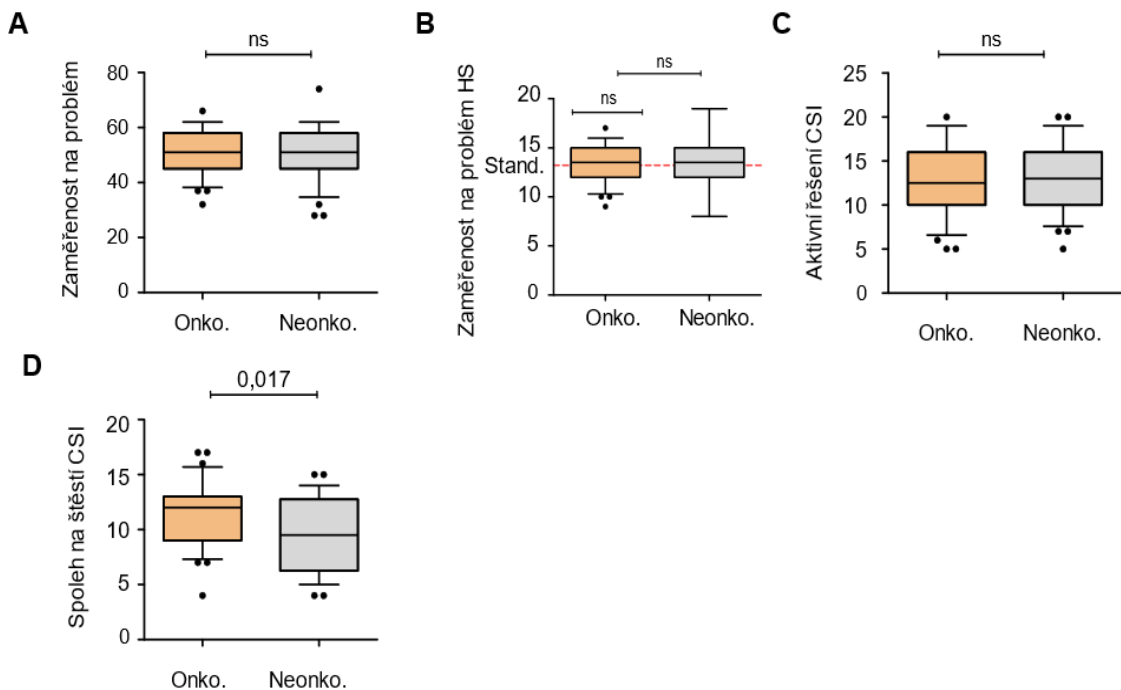 A
ns
Zaměřenost na problém
80
60
40
20
0
Onko.
Neonko.
B
ns
ns
Zaměřenost na problém HS
20
15
Stand.
10
5
0
Onko.
Neonko.
C
ns
Aktivní řešení CSI
25
20
15
10
5
0
Onko.
Neonko.
D
0,017
Spoleh na štěstí CSI
20
15
10
5
0
Onko.
Neonko.